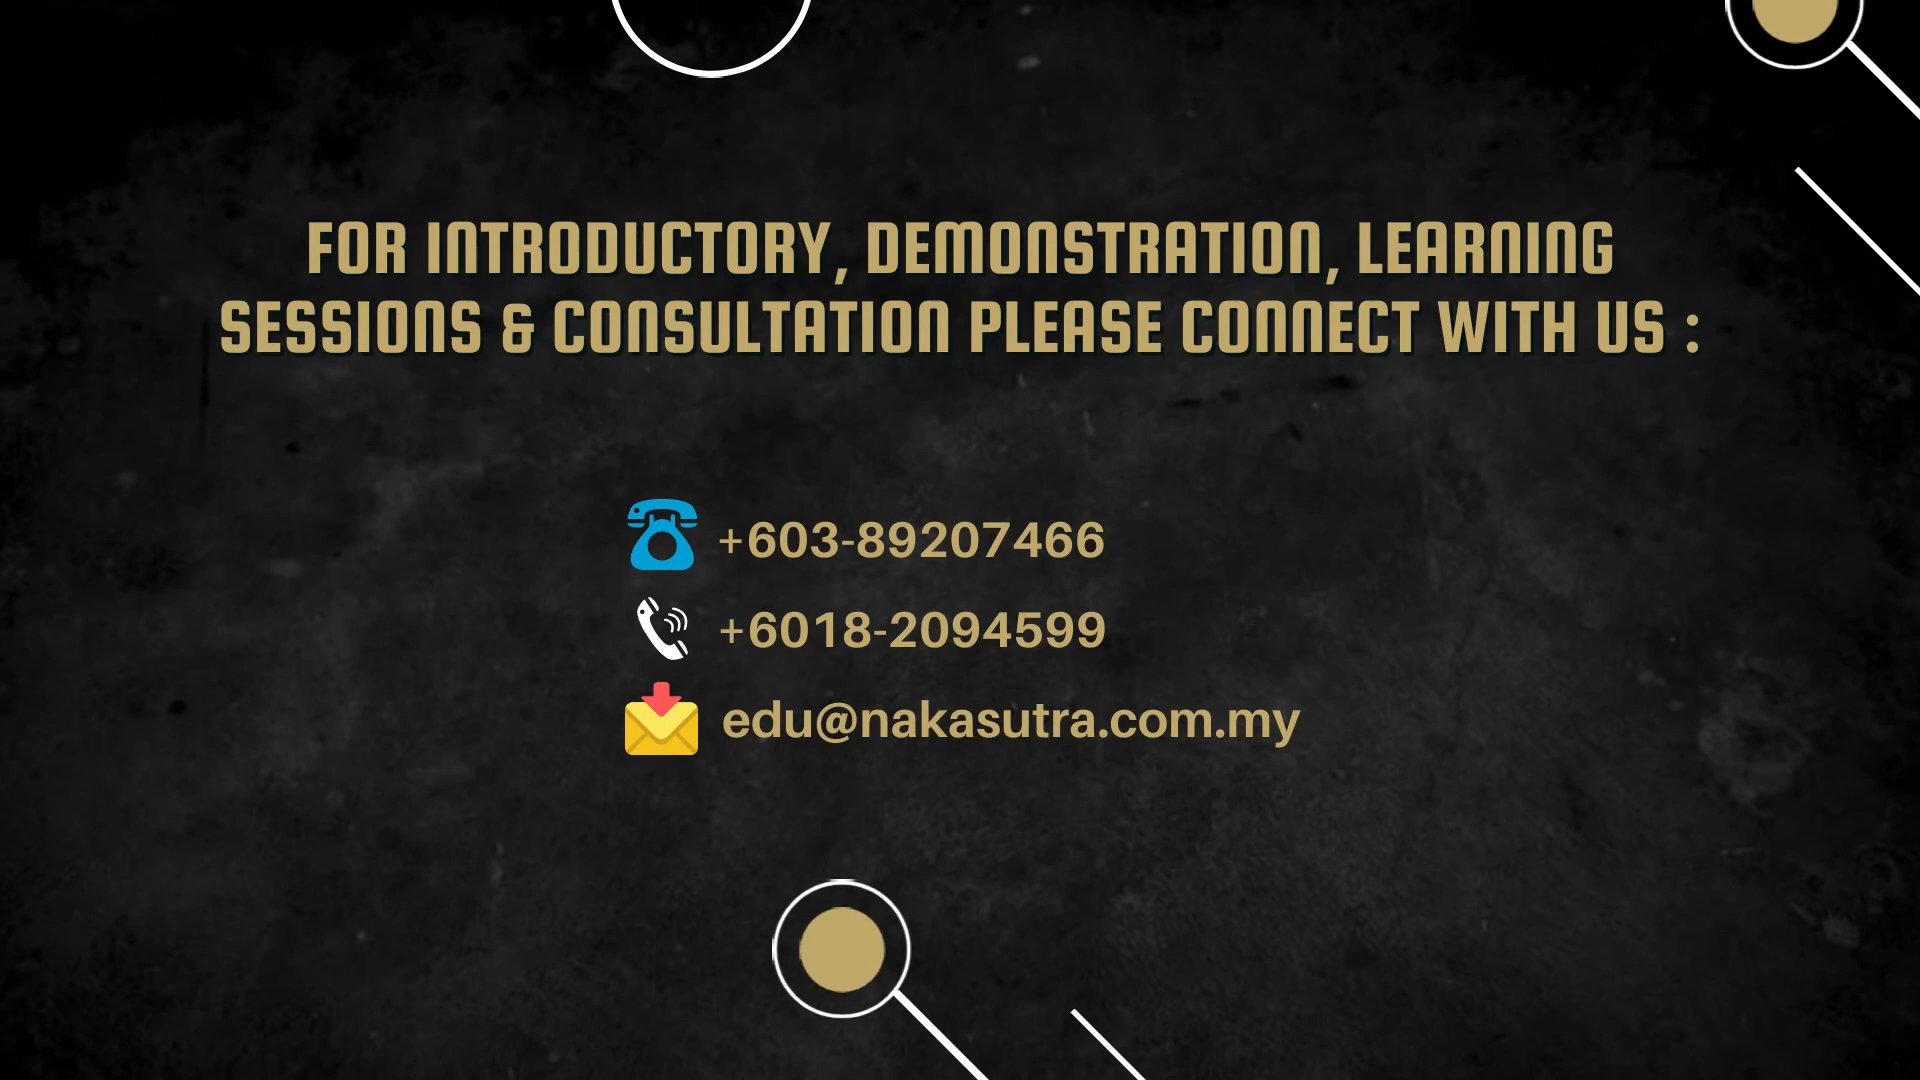 FOR INTRODUCTORY, DEMONSTRATION, LEARNING
SESSIONS & CONSULTATION PLEASE CONNECT WITH US :
+603-89207466
+6018-2094599
edu@nakasutra.com.my